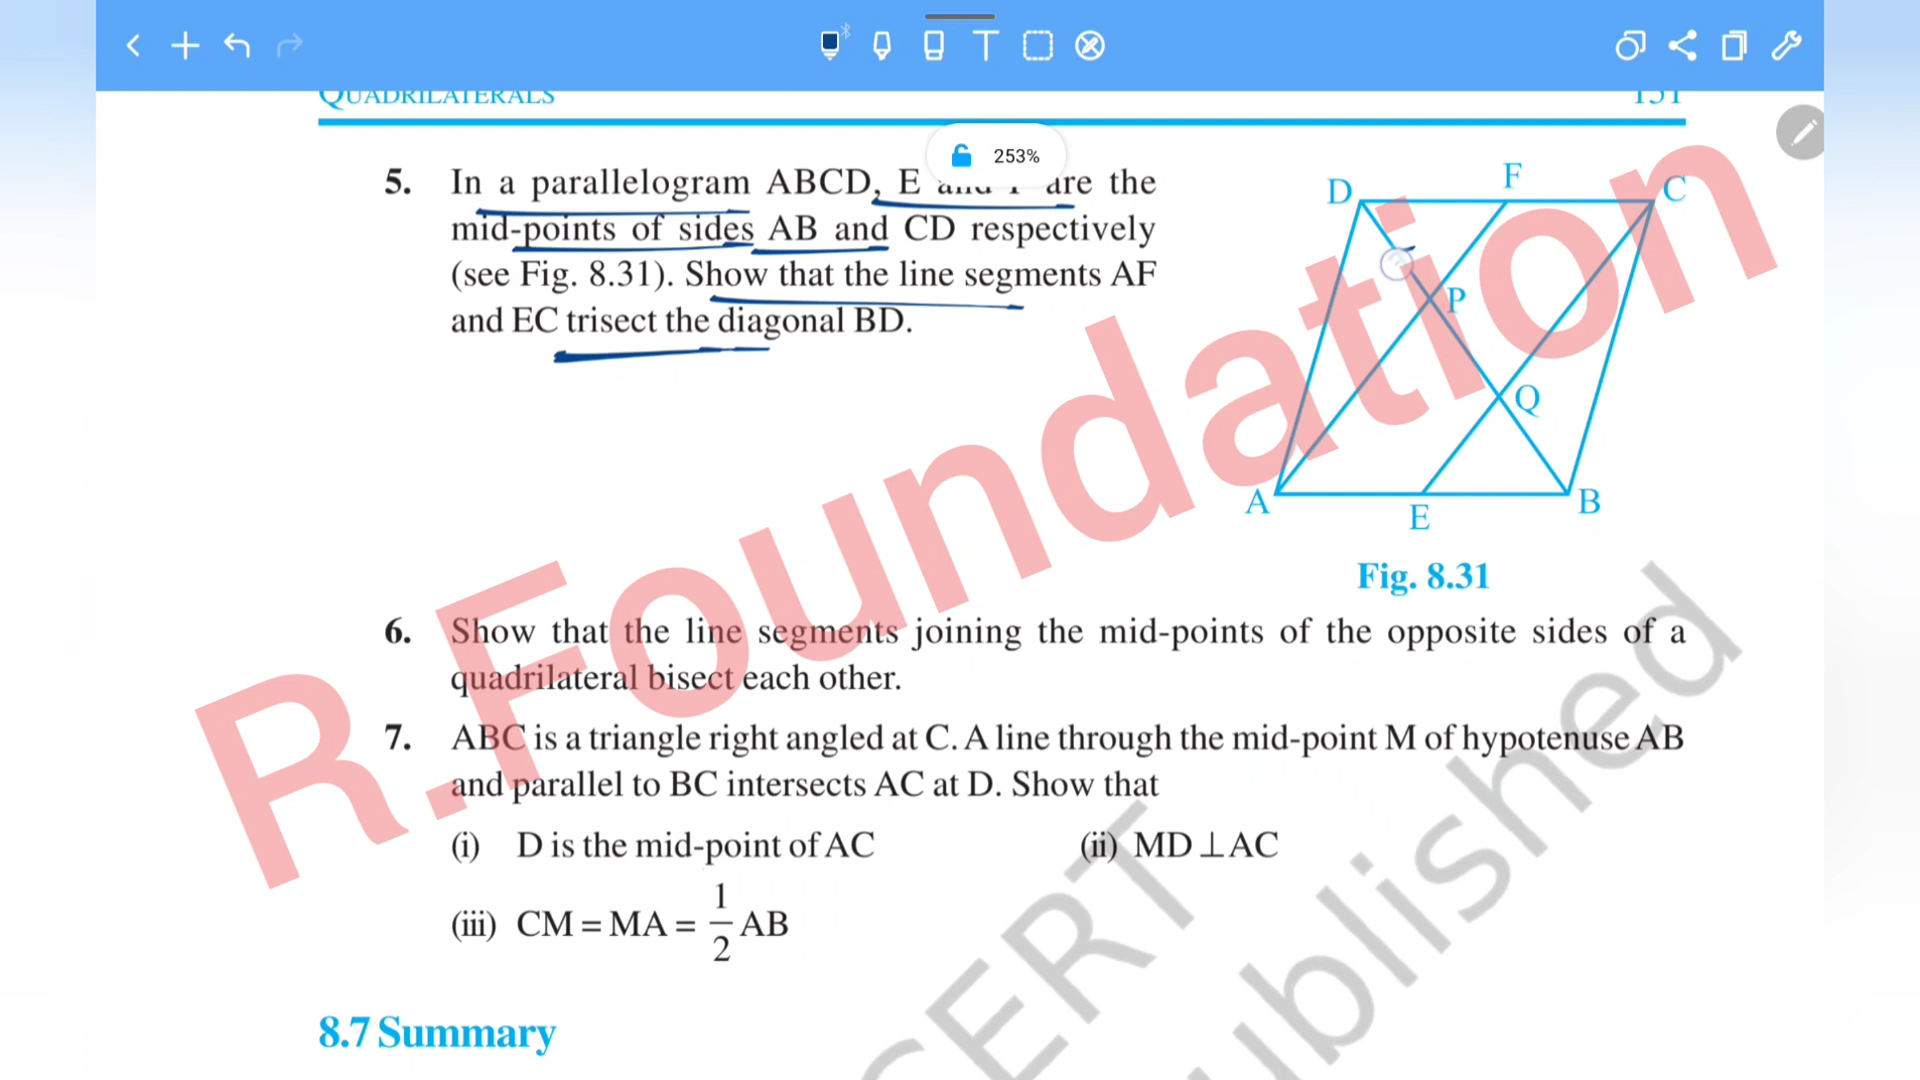 QUADRILATERALS 151
253%
5. In a parallelogram ABCD, E and F are the
mid-points of sides AB and CD respectively
(see Fig. 8.31). Show that the line segments AF
and EC trisect the diagonal BD.
D F C
P
Q
A E B
Fig. 8.31
6. Show that the line segments joining the mid-points of the opposite sides of a
quadrilateral bisect each other.
7. ABC is a triangle right angled at C. A line through the mid-point M of hypotenuse AB
and parallel to BC intersects AC at D. Show that
(i) D is the mid-point of AC (ii) MD ⊥ AC
(iii) CM = MA = 1/2 AB
8.7 Summary
R.Foundation
CERT
ublished